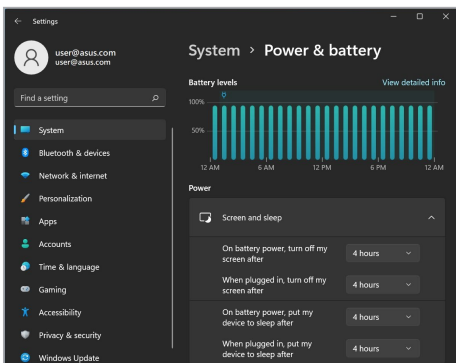 Settings
user@asus.com
user@asus.com
Find a setting
System
Bluetooth & devices
Network & internet
Personalization
Apps
Accounts
Time & language
Gaming
Accessibility
Privacy & security
Windows Update
System > Power & battery
Battery levels
View detailed info
100%
50%
12 AM 6 AM 12 PM 6 PM 12 AM
Power
Screen and sleep
On battery power, turn off my
screen after
4 hours
When plugged in, turn off my
screen after
4 hours
On battery power, put my
device to sleep after
4 hours
When plugged in, put my
device to sleep after
4 hours